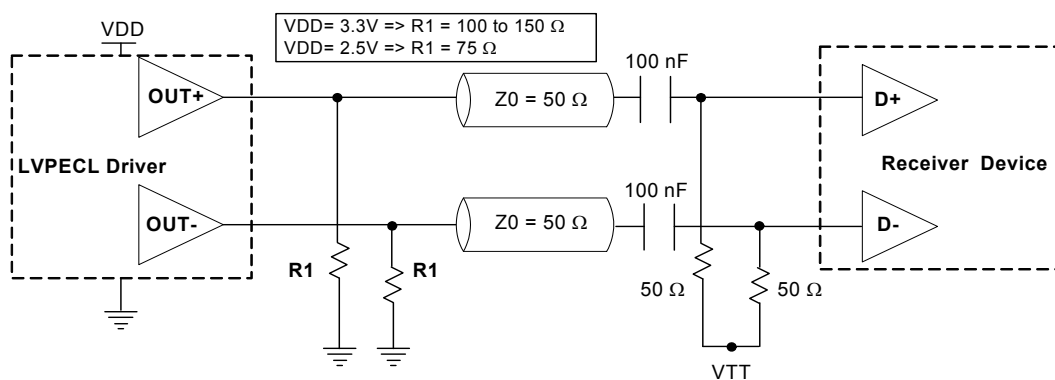 VDD
VDD= 3.3V => R1 = 100 to 150 Ω
VDD= 2.5V => R1 = 75 Ω
100 nF
OUT+
Z0 = 50 Ω
D+
LVPECL Driver
Receiver Device
100 nF
OUT-
Z0 = 50 Ω
D-
R1
R1
50 Ω
50 Ω
VTT